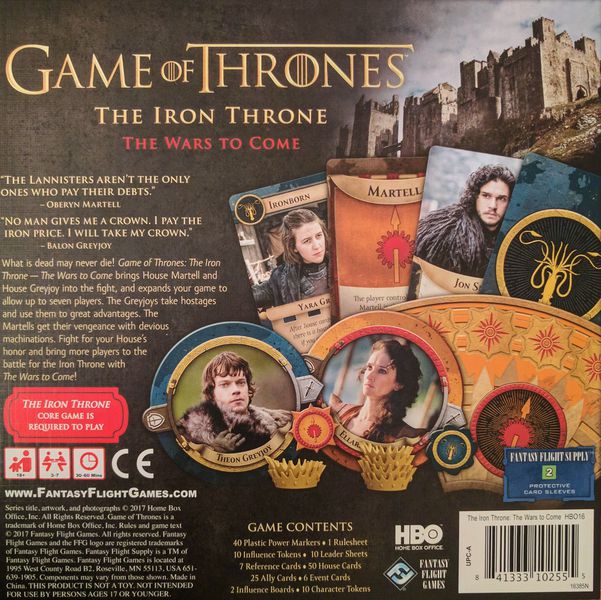 GAME OF THRONES
THE IRON THRONE
THE WARS TO COME
"THE LANNISTERS AREN'T THE ONLY
ONES WHO PAY THEIR DEBTS."
– OBERYN MARTELL
"NO MAN GIVES ME A CROWN. I PAY THE
IRON PRICE. I WILL TAKE MY CROWN."
– BALON GREYJOY
What is dead may never die! Game of Thrones: The Iron
Throne — The Wars to Come brings House Martell and
House Greyjoy into the fight, and expands your game to
allow up to seven players. The Greyjoys take hostages
and use them to great advantages. The
Martells get their vengeance with devious
machinations. Fight for your House's
honor and bring more players to the
battle for the Iron Throne with
The Wars to Come!
IRONBORN
YARA GR
After house car
MARTELL
The player contro
Martell
JON S
THEON GREYJOY
ELLAR
THE IRON THRONE
CORE GAME IS
REQUIRED TO PLAY
18+
3-7
30-60 Mins
CE
FANTASY FLIGHT SUPPLY™
2
PROTECTIVE
CARD SLEEVES
WWW.FANTASYFLIGHTGAMES.COM
Series title, artwork, and photographs © 2017 Home Box
Office, Inc. All Rights Reserved. Game of Thrones is a
trademark of Home Box Office, Inc. Rules and game text
© 2017 Fantasy Flight Games. All rights reserved. Fantasy
Flight Games and the FFG logo are registered trademarks
of Fantasy Flight Games. Fantasy Flight Supply is a TM of
Fantasy Flight Games. Fantasy Flight Games is located at
1995 West County Road B2, Roseville, MN 55113, USA 651-
639-1905. Components may vary from those shown. Made in
China. THIS PRODUCT IS NOT A TOY. NOT INTENDED
FOR USE BY PERSONS AGES 17 OR YOUNGER.
GAME CONTENTS
40 Plastic Power Markers • 1 Rulesheet
10 Influence Tokens • 10 Leader Sheets
7 Reference Cards • 50 House Cards
25 Ally Cards • 6 Event Cards
2 Influence Boards • 10 Character Tokens
HBO
HOME BOX OFFICE®
FANTASY
FLIGHT
GAMES
The Iron Throne: The Wars to Come HBO16
UPC-A
8 41333 10255 5
16385N